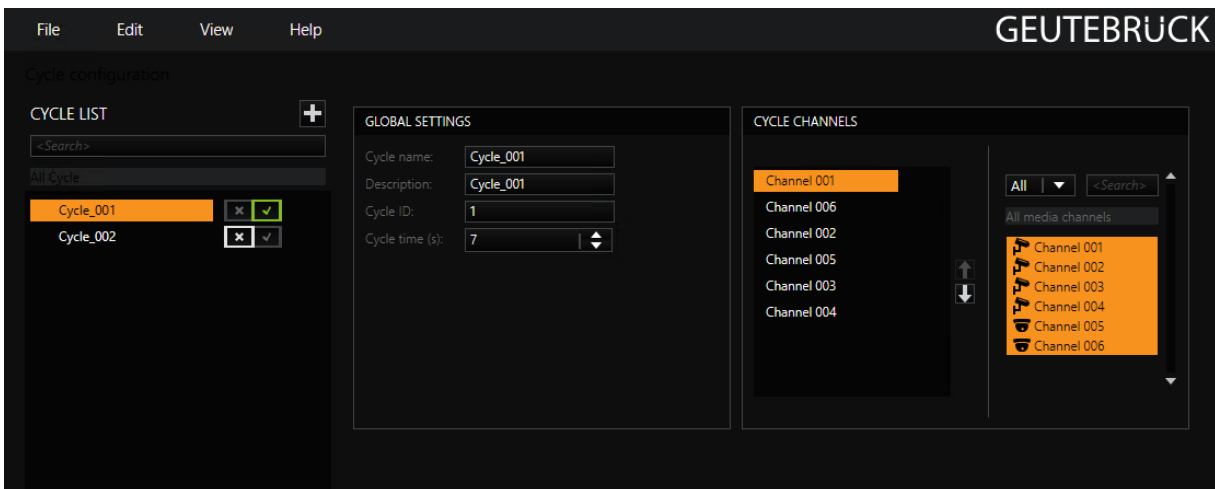 File Edit View Help
GEUTEBRÜCK
Cycle configuration
CYCLE LIST
<Search>
All Cycle
Cycle_001
Cycle_002
GLOBAL SETTINGS
Cycle name: Cycle_001
Description: Cycle_001
Cycle ID: 1
Cycle time (s): 7
CYCLE CHANNELS
Channel 001
Channel 006
Channel 002
Channel 005
Channel 003
Channel 004
All <Search>
All media channels
Channel 001
Channel 002
Channel 003
Channel 004
Channel 005
Channel 006